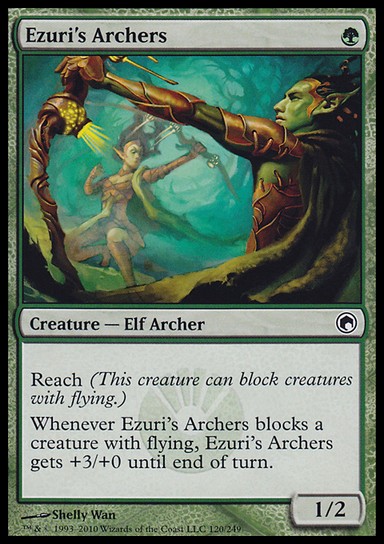 Ezuri's Archers
Creature — Elf Archer
Reach (This creature can block creatures
with flying.)
Whenever Ezuri's Archers blocks a
creature with flying, Ezuri's Archers
gets +3/+0 until end of turn.
Shelly Wan
1/2
™ & © 1993–2010 Wizards of the Coast LLC 120/249